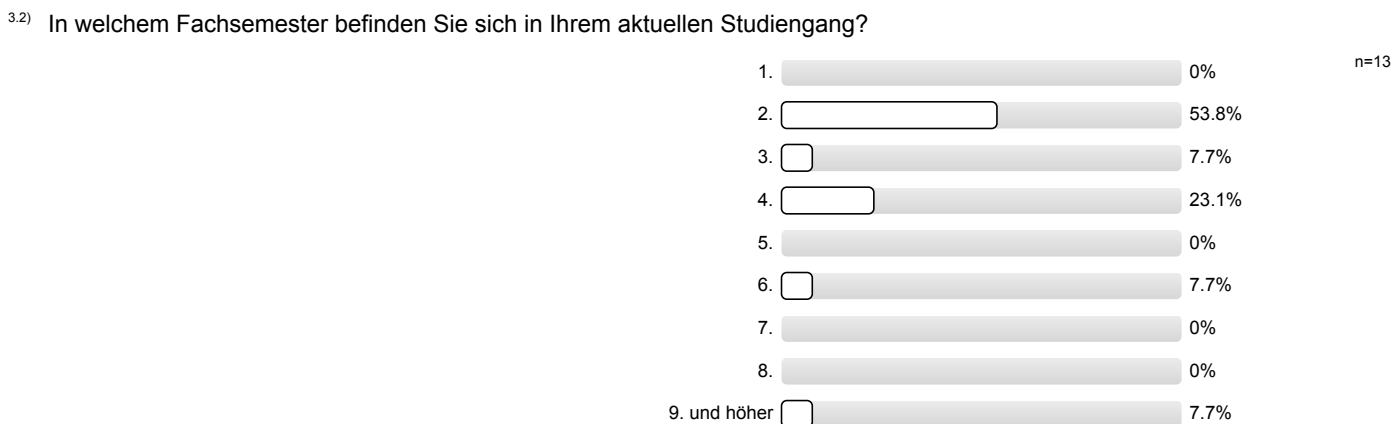 3.2) In welchem Fachsemester befinden Sie sich in Ihrem aktuellen Studiengang?
n=13
1. 0%
2. 53.8%
3. 7.7%
4. 23.1%
5. 0%
6. 7.7%
7. 0%
8. 0%
9. und höher 7.7%